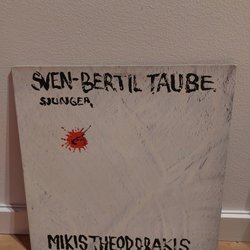 SVEN-BERTIL TAUBE
SJUNGER
MIKIS THEODORAKIS